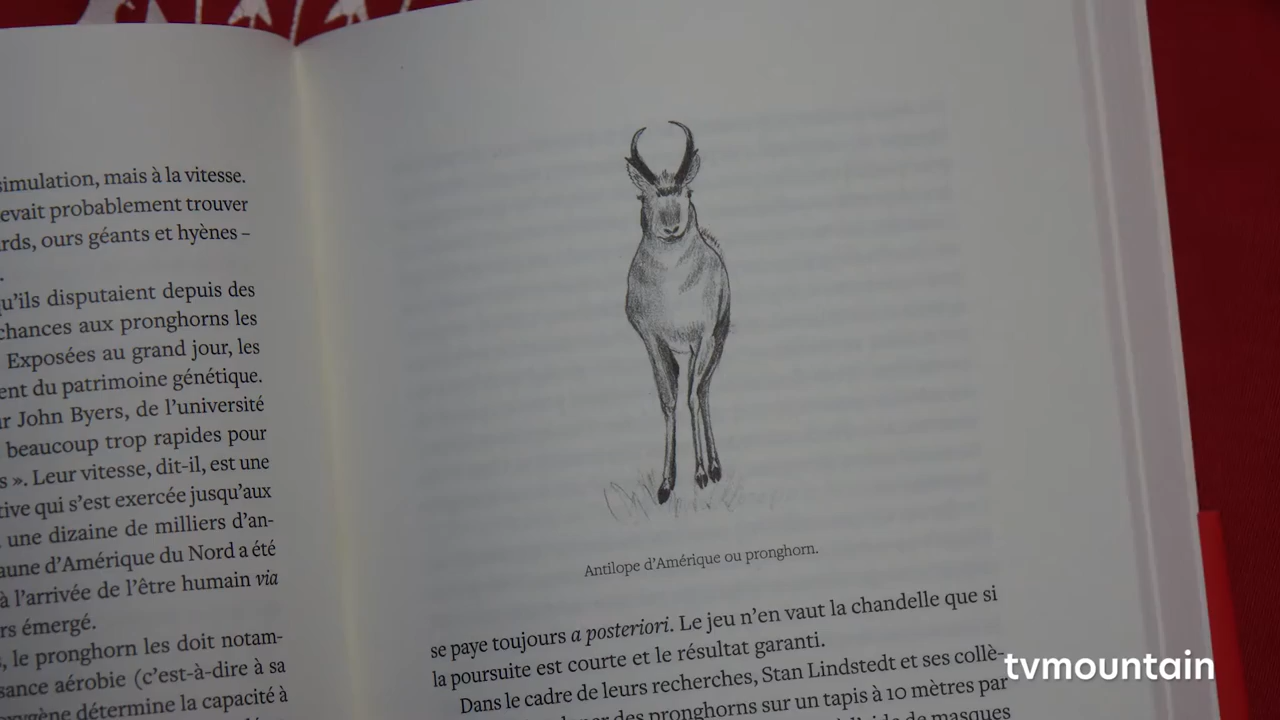 simulation, mais à la vitesse.
evait probablement trouver
rds, ours géants et hyènes –
.
u'ils disputaient depuis des
chances aux pronghorns les
Exposées au grand jour, les
ent du patrimoine génétique.
ur John Byers, de l'université
beaucoup trop rapides pour
s ». Leur vitesse, dit-il, est une
tive qui s'est exercée jusqu'aux
une dizaine de milliers d'an-
aune d'Amérique du Nord a été
à l'arrivée de l'être humain via
rs émergé.
, le pronghorn les doit notam-
sance aérobie (c'est-à-dire à sa
oxygène détermine la capacité à
Antilope d'Amérique ou pronghorn.
se paye toujours a posteriori. Le jeu n'en vaut la chandelle que si
la poursuite est courte et le résultat garanti.
Dans le cadre de leurs recherches, Stan Lindstedt et ses collè-
des pronghorns sur un tapis à 10 mètres par
de masques
tvmountain